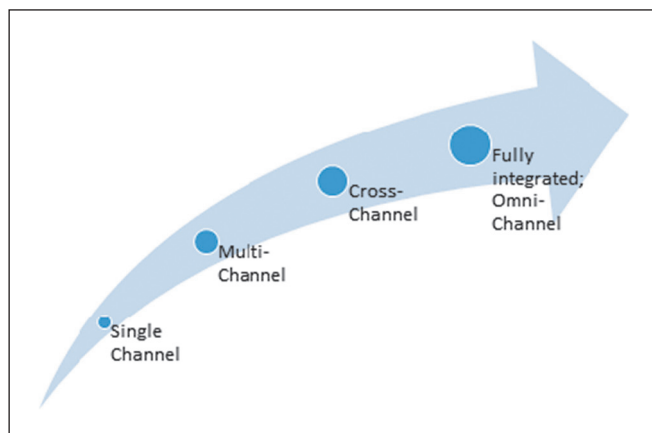 Single
Channel
Multi-
Channel
Cross-
Channel
Fully
integrated;
Omni-
Channel